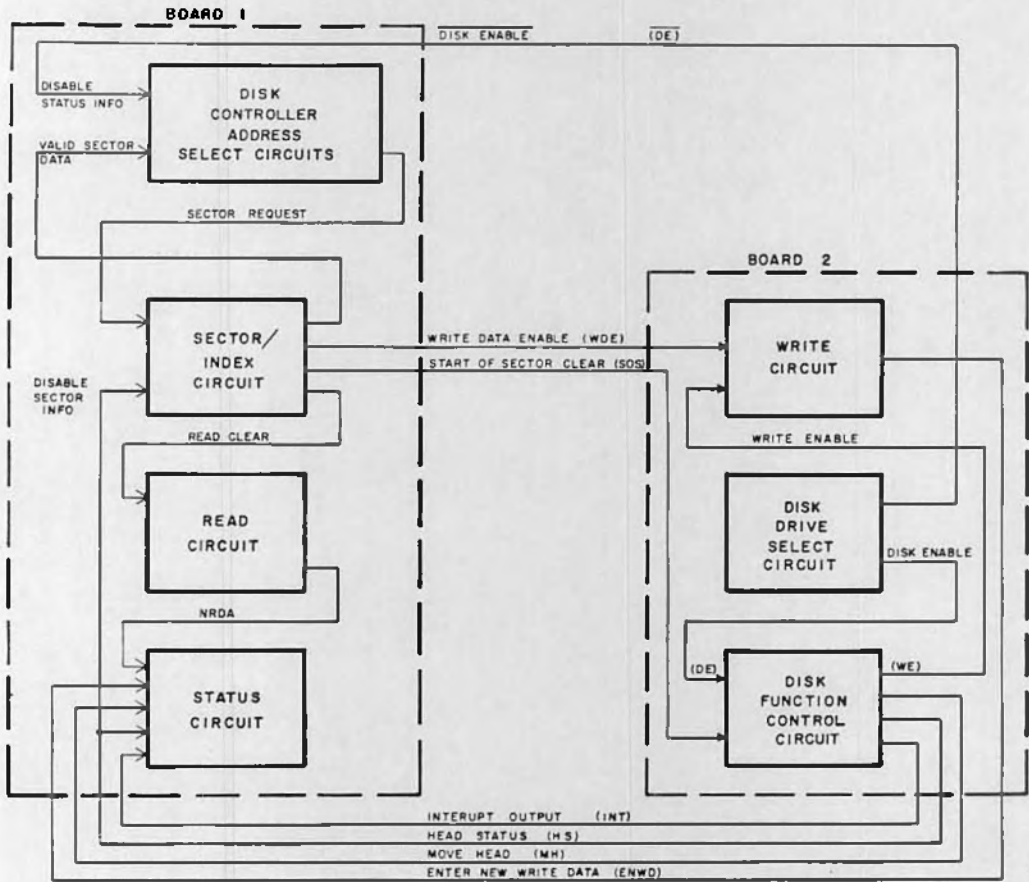 BOARD 1
DISK ENABLE (DE)
DISABLE
STATUS INFO
DISK
CONTROLLER
ADDRESS
SELECT CIRCUITS
VALID SECTOR
DATA
SECTOR REQUEST
BOARD 2
SECTOR/
INDEX
CIRCUIT
WRITE DATA ENABLE (WDE)
START OF SECTOR CLEAR (SOS)
WRITE
CIRCUIT
DISABLE
SECTOR
INFO
READ CLEAR
WRITE ENABLE
READ
CIRCUIT
DISK
DRIVE
SELECT
CIRCUIT
DISK ENABLE
NRDA
STATUS
CIRCUIT
(DE)
DISK
FUNCTION
CONTROL
CIRCUIT
(WE)
INTERUPT OUTPUT (INT)
HEAD STATUS (HS)
MOVE HEAD (MH)
ENTER NEW WRITE DATA (ENWD)